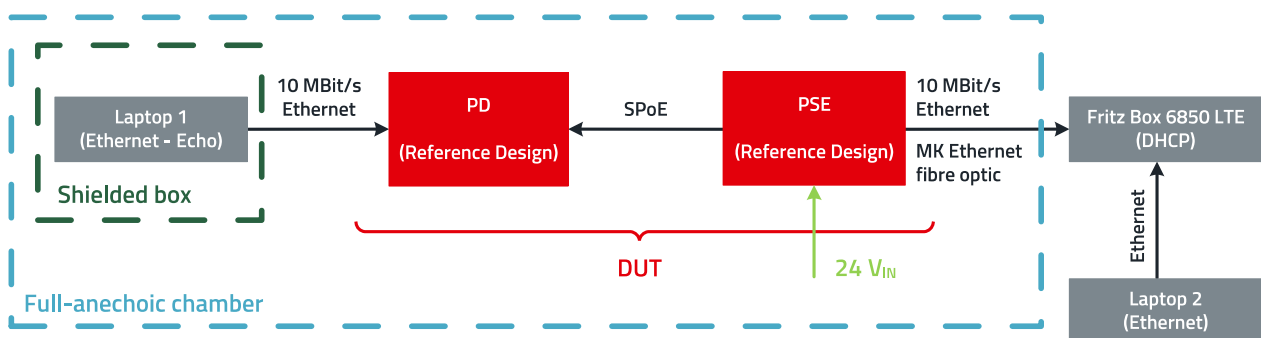 Laptop 1
(Ethernet - Echo)
Shielded box
10 MBit/s
Ethernet
PD
(Reference Design)
SPoE
PSE
(Reference Design)
10 MBit/s
Ethernet
MK Ethernet
fibre optic
Fritz Box 6850 LTE
(DHCP)
Ethernet
Laptop 2
(Ethernet)
DUT
24 VIN
Full-anechoic chamber